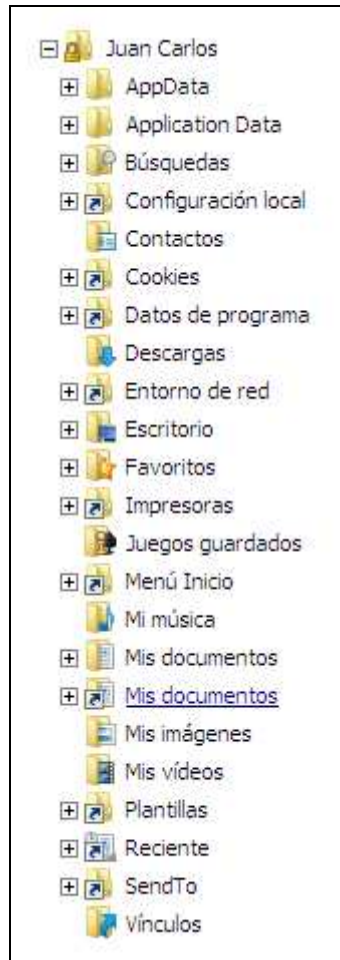 Juan Carlos
AppData
Application Data
Búsquedas
Configuración local
Contactos
Cookies
Datos de programa
Descargas
Entorno de red
Escritorio
Favoritos
Impresoras
Juegos guardados
Menú Inicio
Mi música
Mis documentos
Mis documentos
Mis imágenes
Mis vídeos
Plantillas
Reciente
SendTo
Vínculos